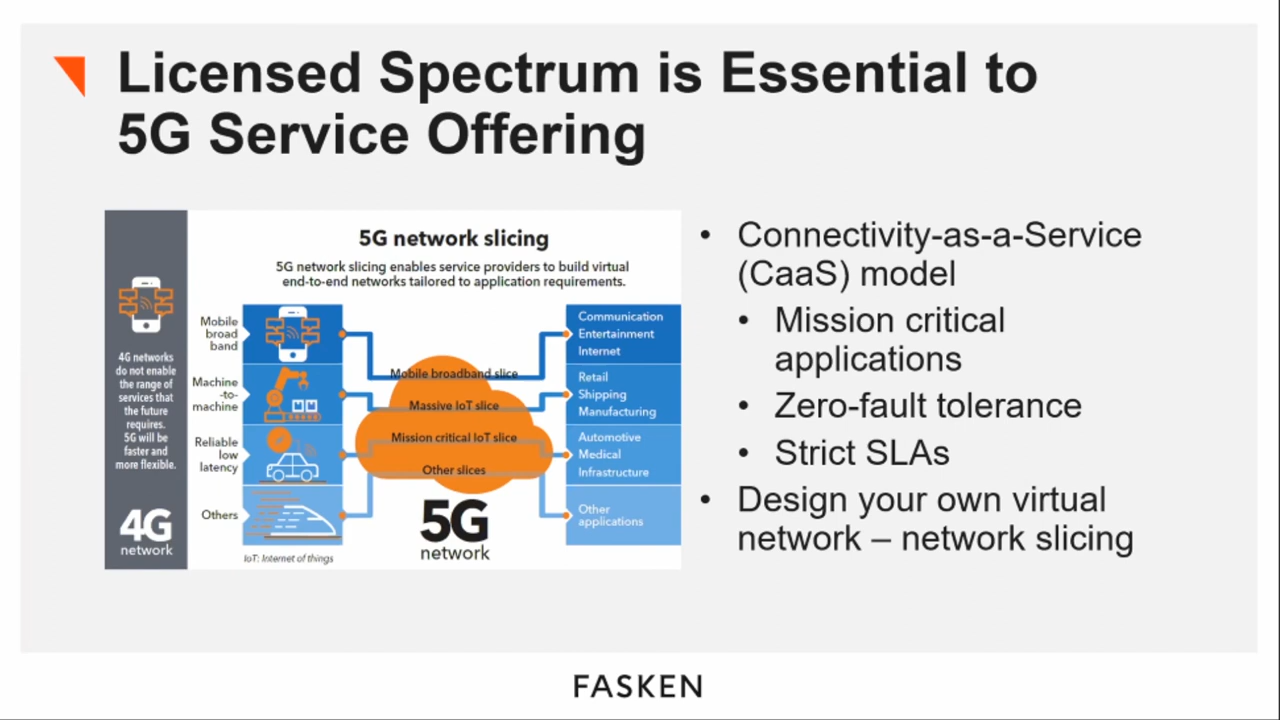 Licensed Spectrum is Essential to
5G Service Offering
4G networks
do not enable
the range of
services that
the future
requires.
5G will be
faster and
more flexible.
4G
network
5G network slicing
5G network slicing enables service providers to build virtual
end-to-end networks tailored to application requirements.
Mobile
broad
band
Machine
-to-
machine
Reliable
low
latency
Others
IoT: Internet of things
Mobile broadband slice
Massive IoT slice
Mission critical IoT slice
Other slices
5G
network
Communication
Entertainment
Internet
Retail
Shipping
Manufacturing
Automotive
Medical
Infrastructure
Other
applications
• Connectivity-as-a-Service
(CaaS) model
• Mission critical
applications
• Zero-fault tolerance
• Strict SLAs
• Design your own virtual
network – network slicing
FASKEN